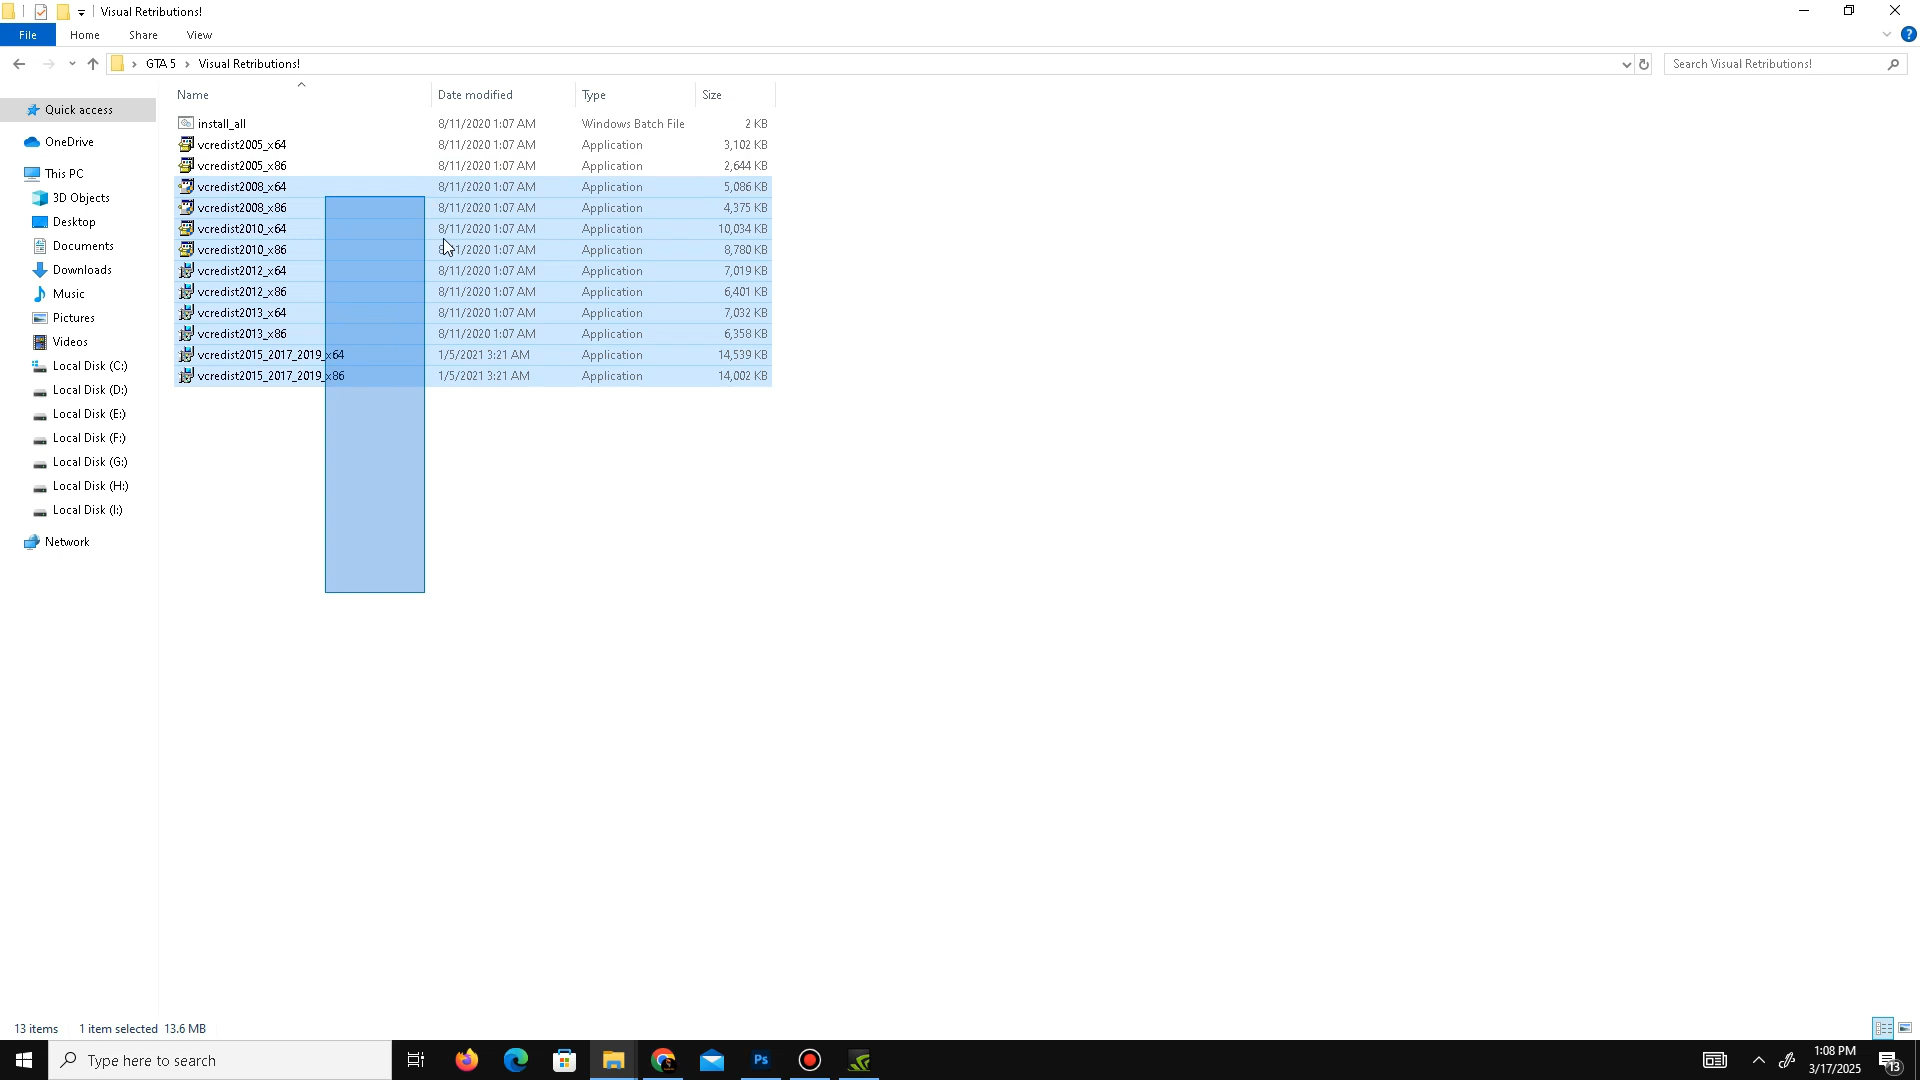 Visual Retributions!
File Home Share View
GTA 5 Visual Retributions! Search Visual Retributions!
Name Date modified Type Size
Quick access
OneDrive
This PC
3D Objects
Desktop
Documents
Downloads
Music
Pictures
Videos
Local Disk (C:)
Local Disk (D:)
Local Disk (E:)
Local Disk (F:)
Local Disk (G:)
Local Disk (H:)
Local Disk (I:)
Network
install_all 8/11/2020 1:07 AM Windows Batch File 2 KB
vcredist2005_x64 8/11/2020 1:07 AM Application 3,102 KB
vcredist2005_x86 8/11/2020 1:07 AM Application 2,644 KB
vcredist2008_x64 8/11/2020 1:07 AM Application 5,086 KB
vcredist2008_x86 8/11/2020 1:07 AM Application 4,375 KB
vcredist2010_x64 8/11/2020 1:07 AM Application 10,034 KB
vcredist2010_x86 8/11/2020 1:07 AM Application 8,780 KB
vcredist2012_x64 8/11/2020 1:07 AM Application 7,019 KB
vcredist2012_x86 8/11/2020 1:07 AM Application 6,401 KB
vcredist2013_x64 8/11/2020 1:07 AM Application 7,032 KB
vcredist2013_x86 8/11/2020 1:07 AM Application 6,358 KB
vcredist2015_2017_2019_x64 1/5/2021 3:21 AM Application 14,539 KB
vcredist2015_2017_2019_x86 1/5/2021 3:21 AM Application 14,002 KB
13 items 1 item selected 13.6 MB
Type here to search
Ps
1:08 PM
3/17/2025
13